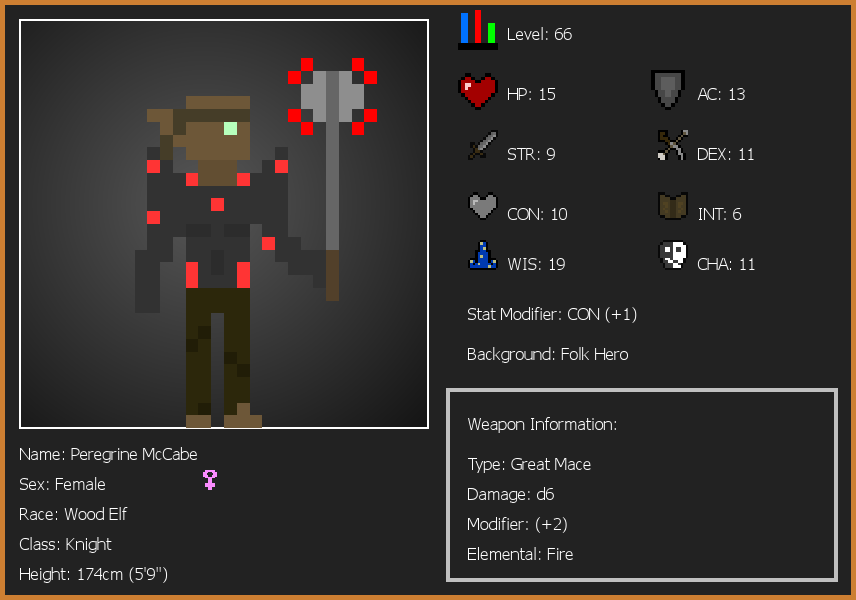 Level: 66
HP: 15
AC: 13
STR: 9
DEX: 11
CON: 10
INT: 6
WIS: 19
CHA: 11
Stat Modifier: CON (+1)
Background: Folk Hero
Weapon Information:
Type: Great Mace
Damage: d6
Modifier: (+2)
Elemental: Fire
Name: Peregrine McCabe
Sex: Female
Race: Wood Elf
Class: Knight
Height: 174cm (5'9")